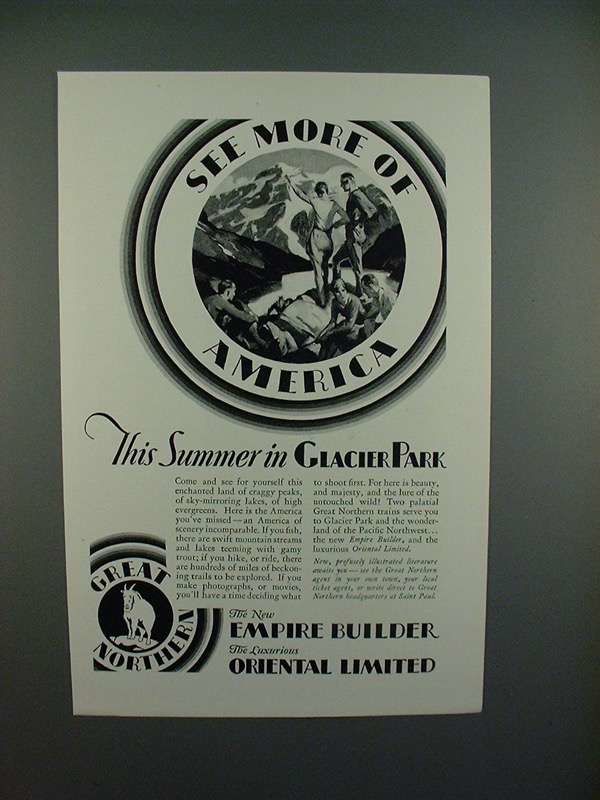 SEE MORE OF
AMERICA
This Summer in GLACIER PARK
Come and see for yourself this
enchanted land of craggy peaks,
of sky-mirroring lakes, of high
evergreens. Here is the America
you've missed—an America of
scenery incomparable. If you fish,
there are swift mountain streams
and lakes teeming with gamy
trout; if you hike, or ride, there
are hundreds of miles of beckon-
ing trails to be explored. If you
make photographs, or movies,
you'll have a time deciding what
to shoot first. For here is beauty,
and majesty, and the lure of the
untouched wild! Two palatial
Great Northern trains serve you
to Glacier Park and the wonder-
land of the Pacific Northwest...
the new Empire Builder, and the
luxurious Oriental Limited.
New, profusely illustrated literature
awaits you—see the Great Northern
agent in your own town, your local
ticket agent, or write direct to Great
Northern headquarters at Saint Paul.
GREAT
NORTHERN
The New
EMPIRE BUILDER
The Luxurious
ORIENTAL LIMITED